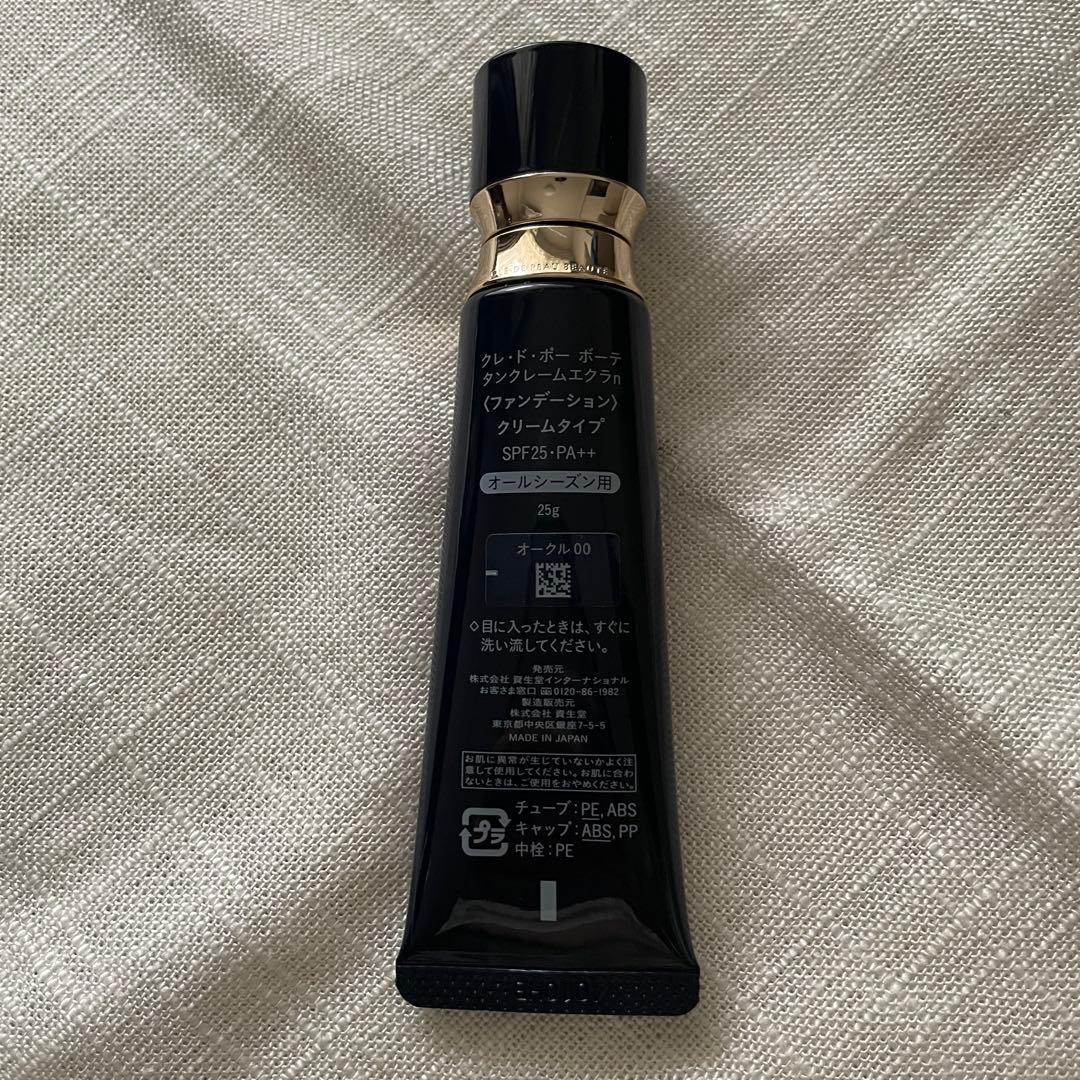 CLÉ DE PEAU BEAUTÉ
クレ・ド・ポー ボーテ
タンクレームエクラn
〈ファンデーション〉
クリームタイプ
SPF25・PA++
オールシーズン用
25g
オークル00
◇目に入ったときは、すぐに
洗い流してください。
発売元
株式会社 資生堂インターナショナル
お客さま窓口 0120-86-1982
製造販売元
株式会社 資生堂
東京都中央区銀座7-5-5
MADE IN JAPAN
お肌に異常が生じていないかよく注
意して使用してください。お肌に合わ
ないときは、ご使用をおやめください。
プラ
チューブ:PE, ABS
キャップ:ABS, PP
中栓:PE